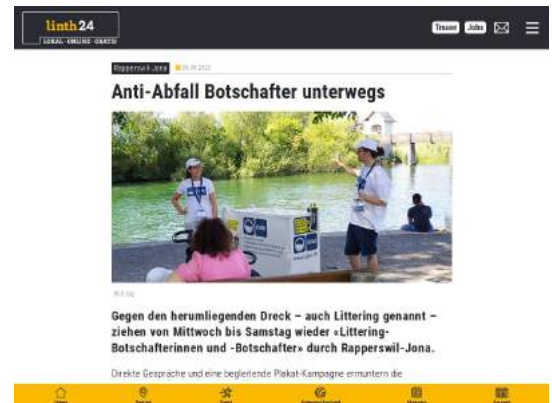 linth24
LOKAL ONLINE GRATIS
Tresser Jobs
Rapperswil-Jona
Anti-Abfall Botschafter unterwegs
Gegen den herumliegenden Dreck – auch Littering genannt –
ziehen von Mittwoch bis Samstag wieder «Littering-
Botschafterinnen und -Botschafter» durch Rapperswil-Jona.
Direkte Gespräche und eine begleitende Plakat-Kampagne ermuntern die